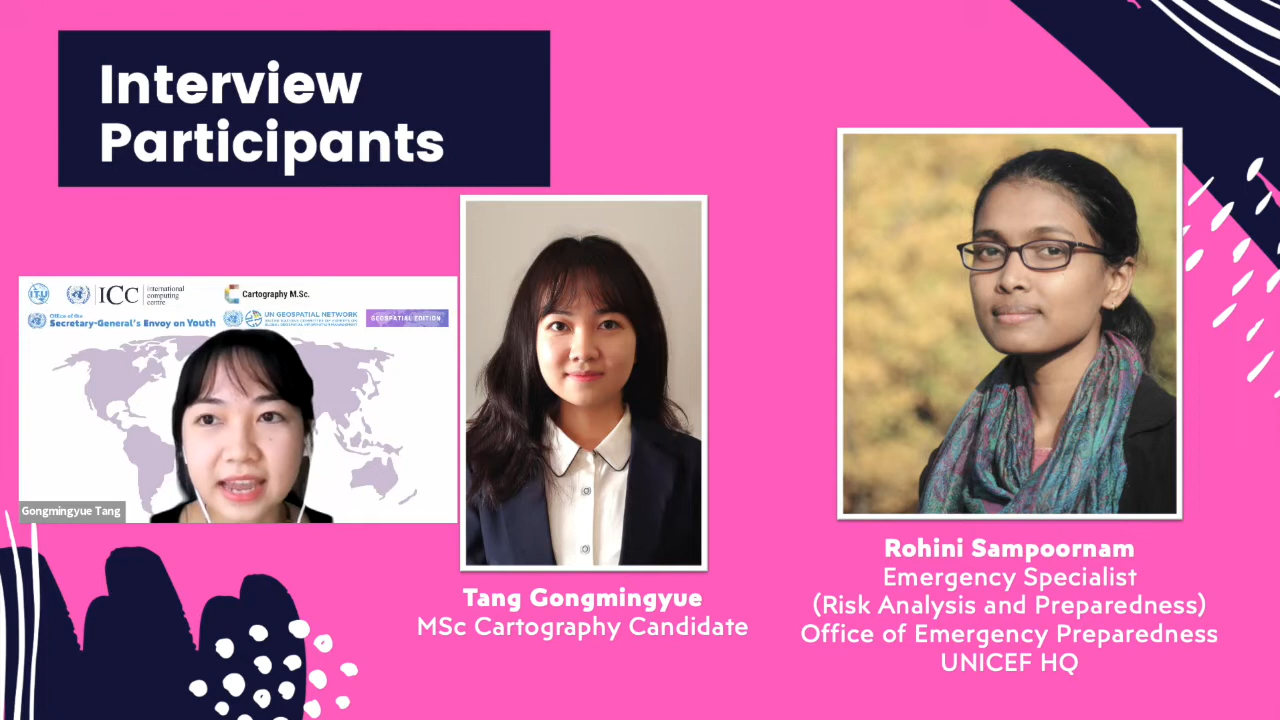 Interview
Participants
ITU
ICC
international
computing
centre
Cartography M.Sc.
Office of the
Secretary-General's Envoy on Youth
UN GEOSPATIAL NETWORK
GEOSPATIAL EDITION
Gongmingyue Tang
Tang Gongmingyue
MSc Cartography Candidate
Rohini Sampoornam
Emergency Specialist
(Risk Analysis and Preparedness)
Office of Emergency Preparedness
UNICEF HQ